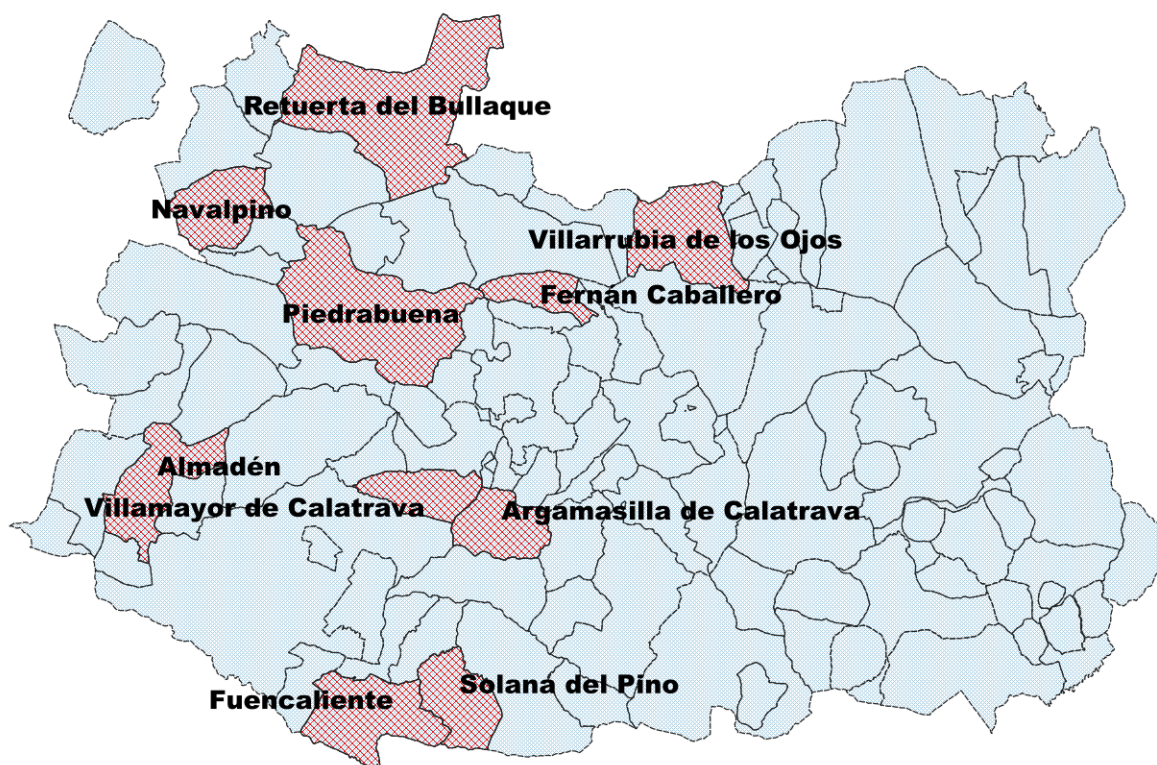 Retuerta del Bullaque
Navalpino
Villarrubia de los Ojos
Fernán Caballero
Piedrabuena
Almadén
Villamayor de Calatrava
Argamasilla de Calatrava
Solana del Pino
Fuencaliente